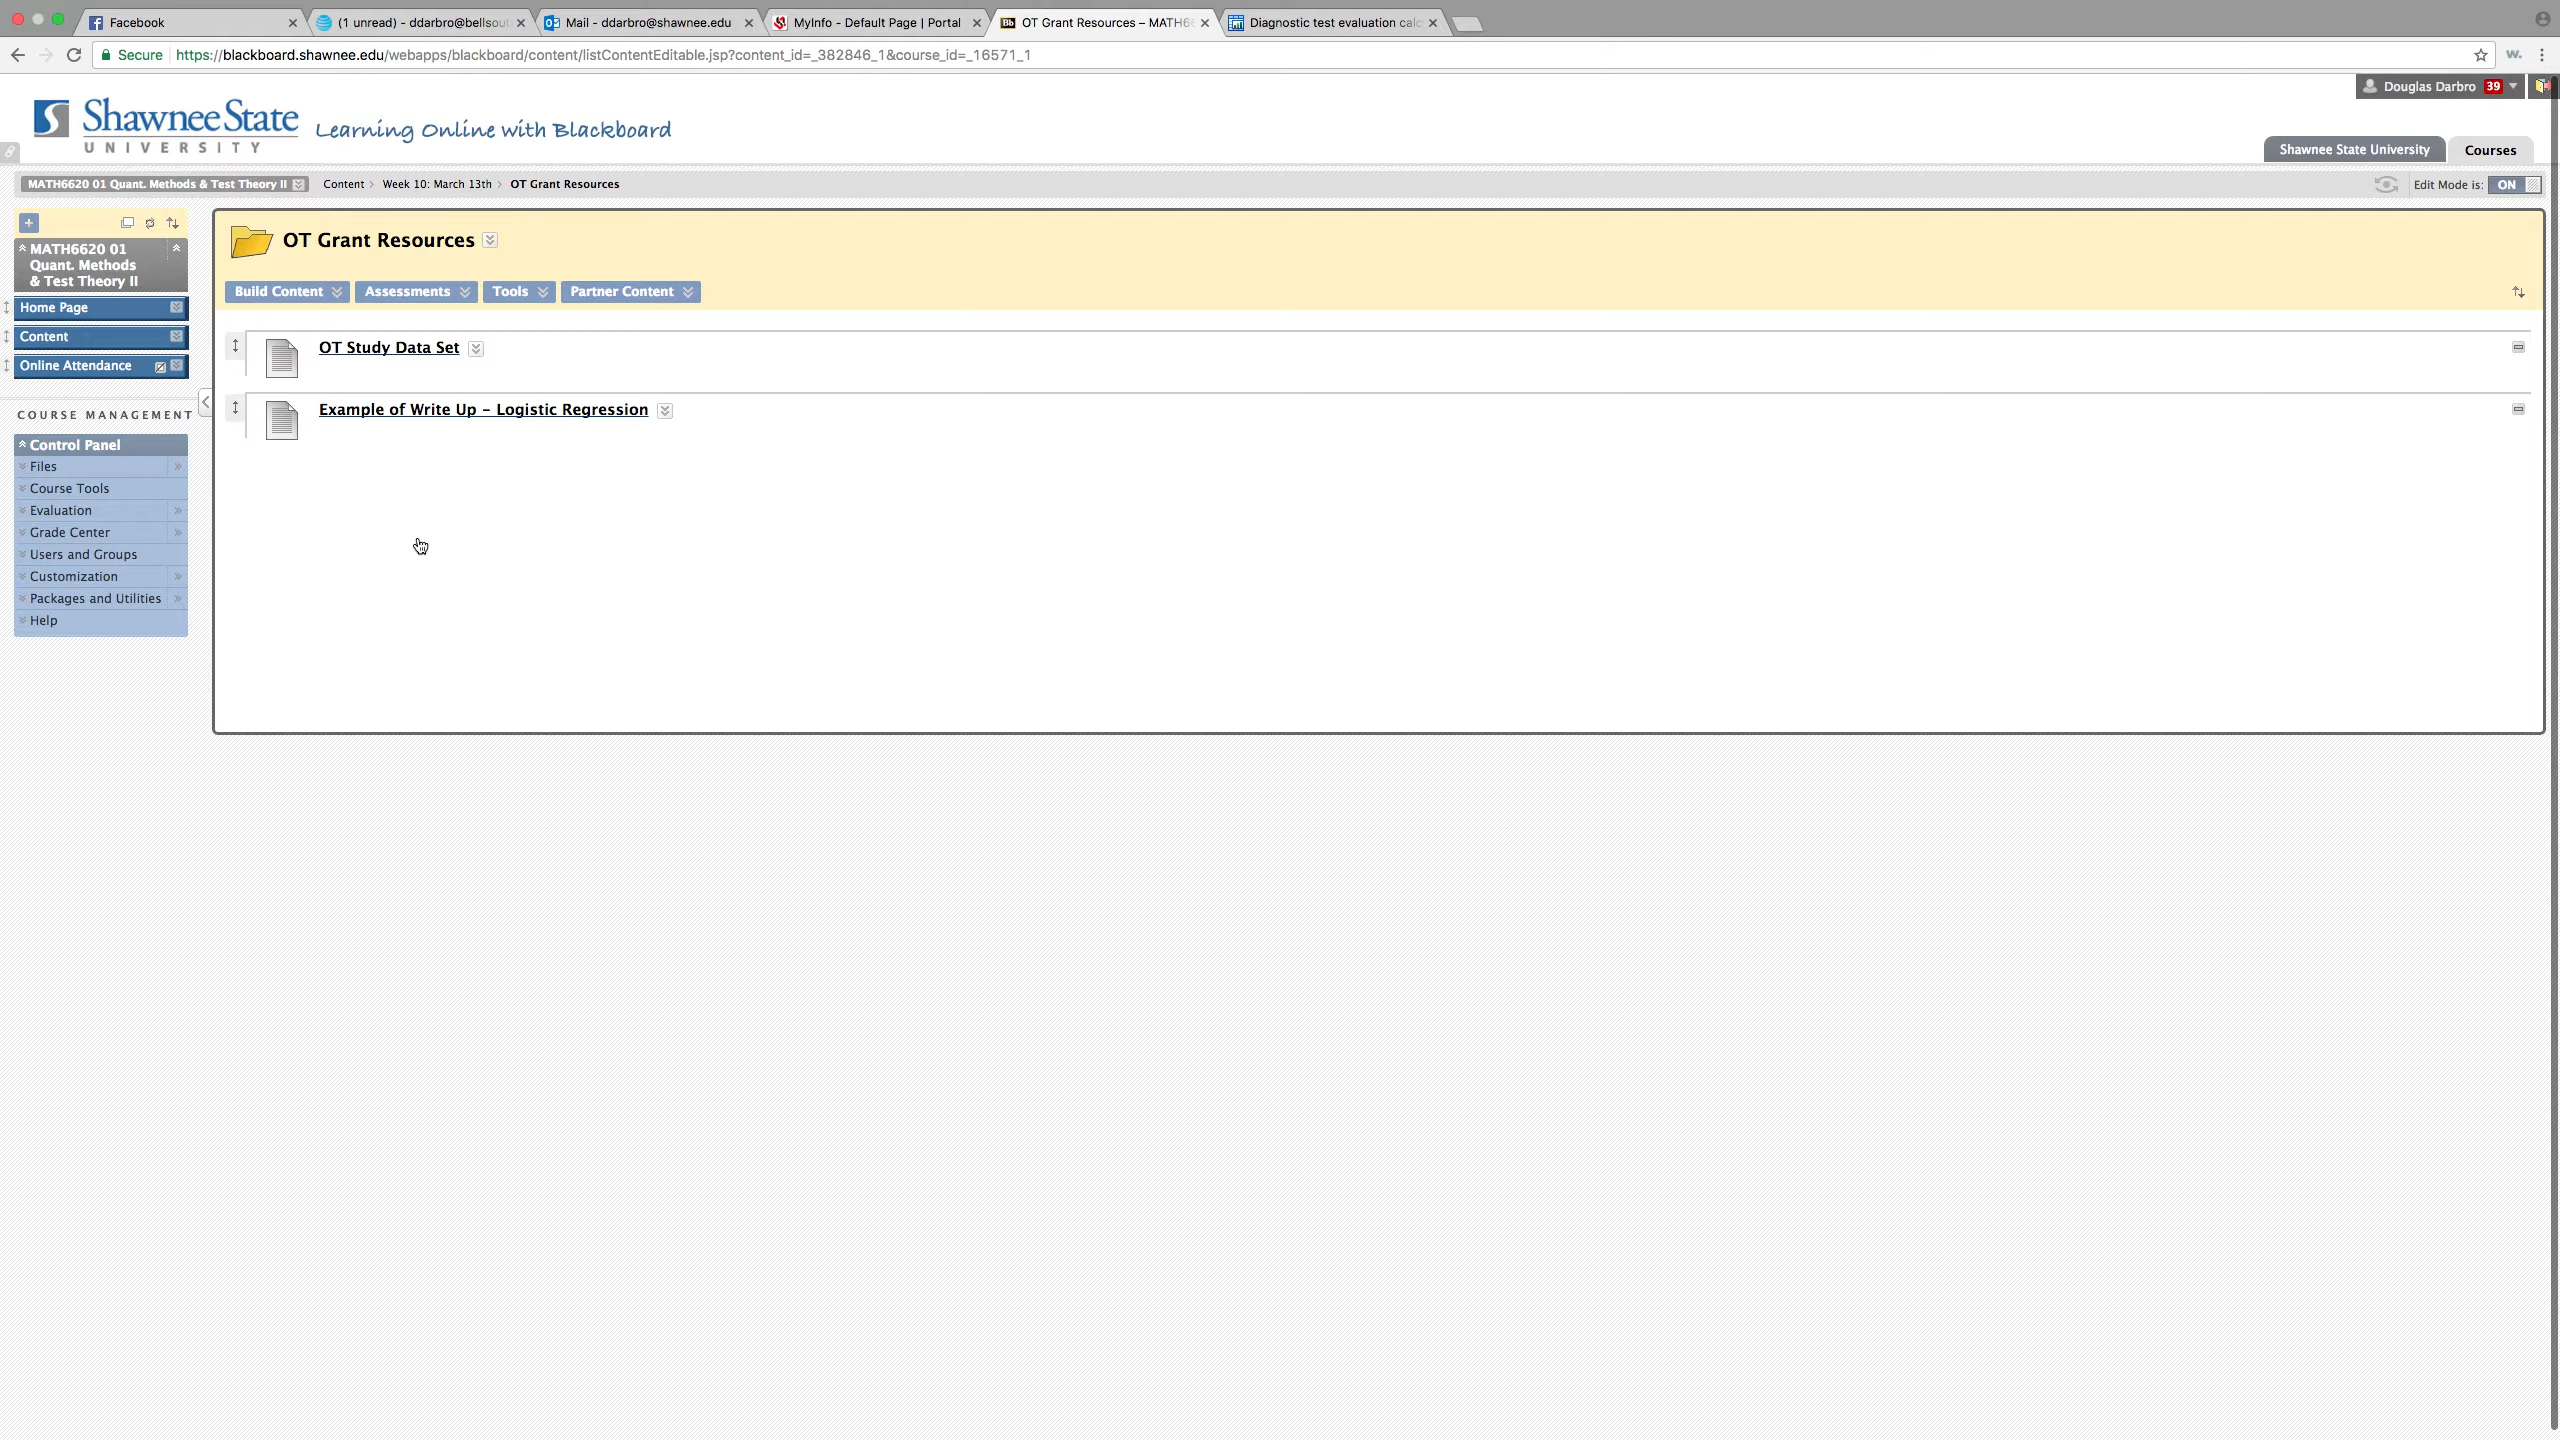 Facebook
(1 unread) - ddarbro@bellsout
Mail - ddarbro@shawnee.edu
MyInfo - Default Page | Portal
Bb OT Grant Resources – MATH66
Diagnostic test evaluation calc
Secure https://blackboard.shawnee.edu/webapps/blackboard/content/listContentEditable.jsp?content_id=_382846_1&course_id=_16571_1
w.
Douglas Darbro 39
Shawnee State
UNIVERSITY
Learning Online with Blackboard
Shawnee State University
Courses
MATH6620 01 Quant. Methods & Test Theory II
Content
Week 10: March 13th
OT Grant Resources
Edit Mode is: ON
MATH6620 01
Quant. Methods
& Test Theory II
Home Page
Content
Online Attendance
COURSE MANAGEMENT
Control Panel
Files
Course Tools
Evaluation
Grade Center
Users and Groups
Customization
Packages and Utilities
Help
OT Grant Resources
Build Content
Assessments
Tools
Partner Content
OT Study Data Set
Example of Write Up – Logistic Regression